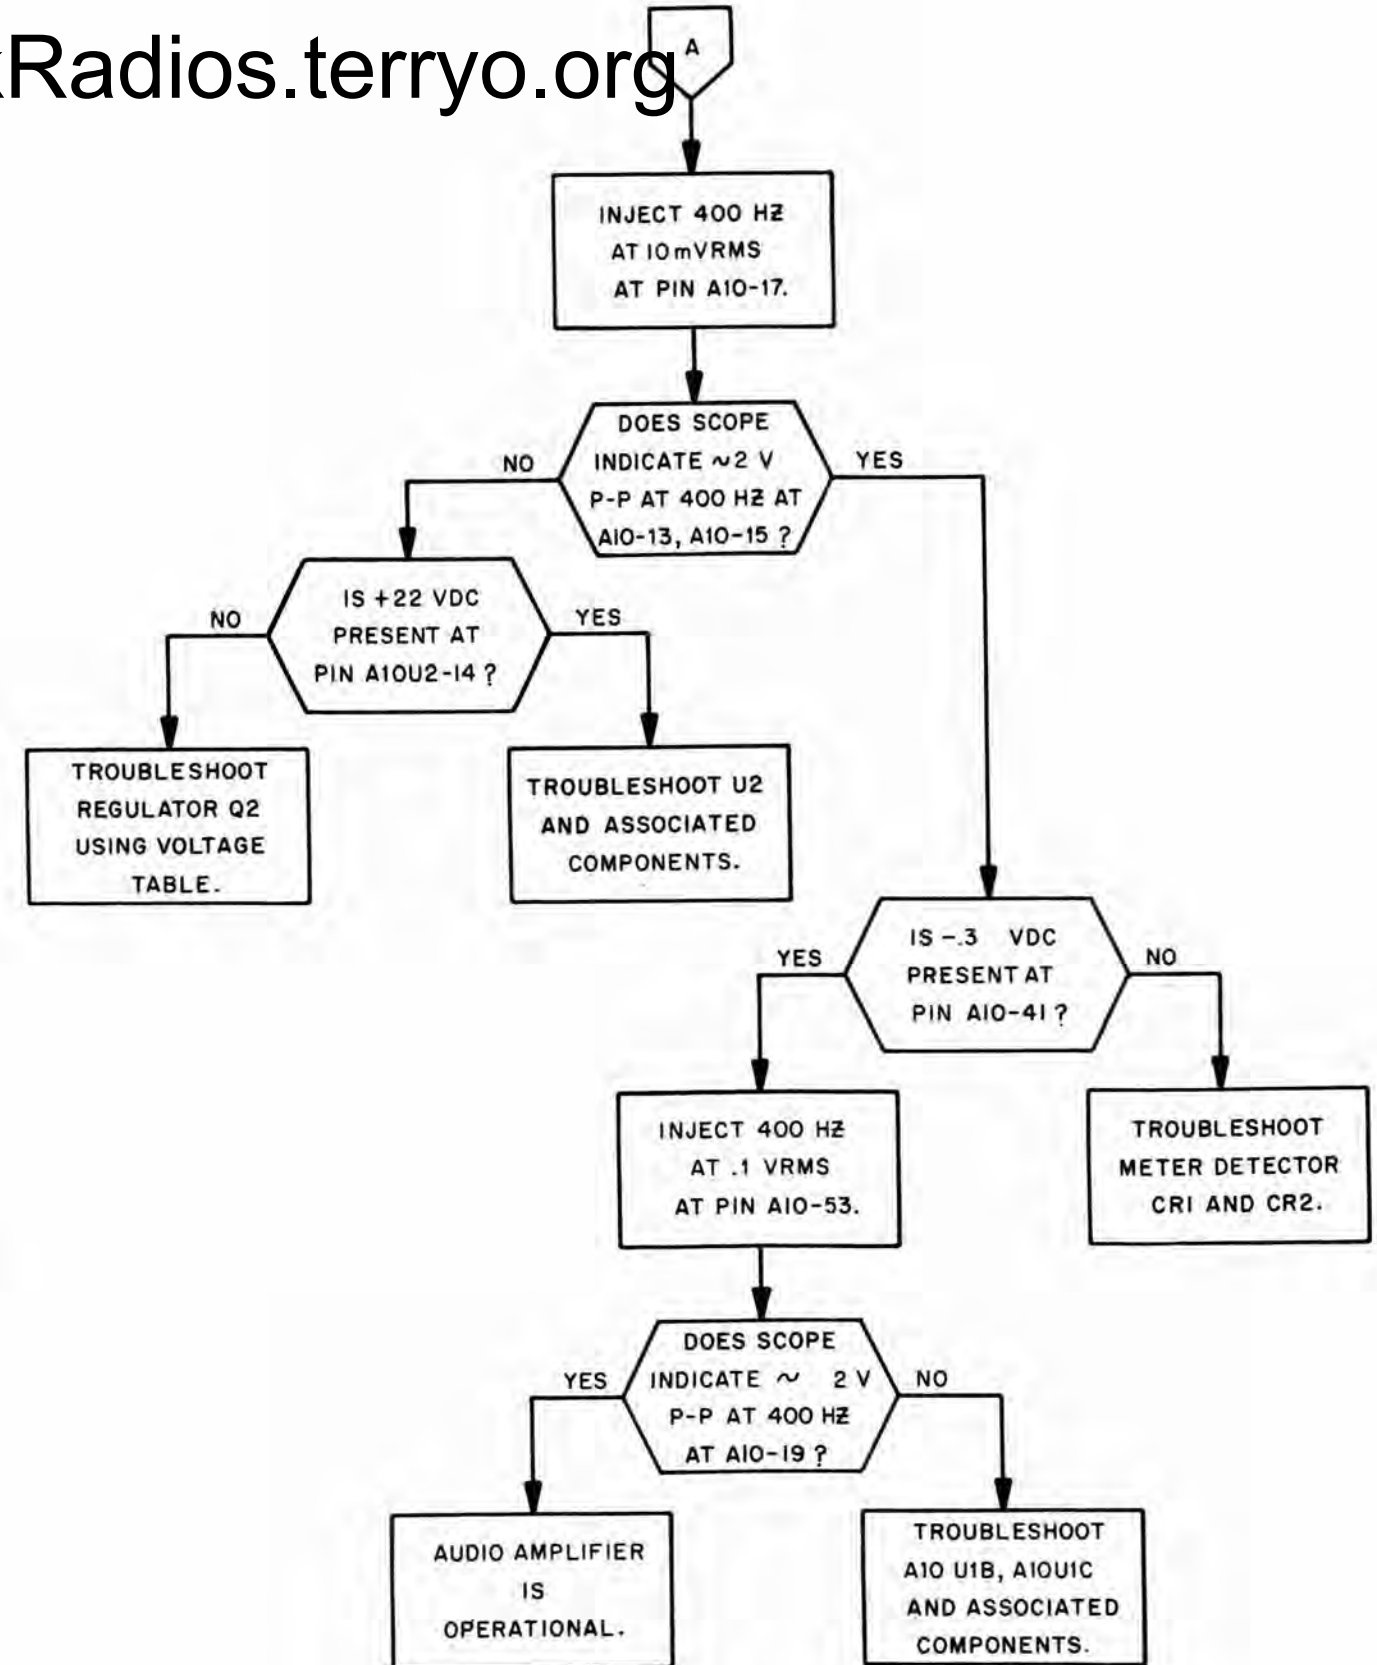 Radios.terryo.org
A
INJECT 400 HZ
AT 10 mVRMS
AT PIN A10-17.
DOES SCOPE
INDICATE ~2 V
P-P AT 400 HZ AT
A10-13, A10-15 ?
NO
YES
IS +22 VDC
PRESENT AT
PIN A10U2-14 ?
NO
YES
TROUBLESHOOT
REGULATOR Q2
USING VOLTAGE
TABLE.
TROUBLESHOOT U2
AND ASSOCIATED
COMPONENTS.
IS -.3 VDC
PRESENT AT
PIN A10-41 ?
YES
NO
INJECT 400 HZ
AT .1 VRMS
AT PIN A10-53.
TROUBLESHOOT
METER DETECTOR
CR1 AND CR2.
DOES SCOPE
INDICATE ~ 2 V
P-P AT 400 HZ
AT A10-19 ?
YES
NO
AUDIO AMPLIFIER
IS
OPERATIONAL.
TROUBLESHOOT
A10 U1B, A10U1C
AND ASSOCIATED
COMPONENTS.